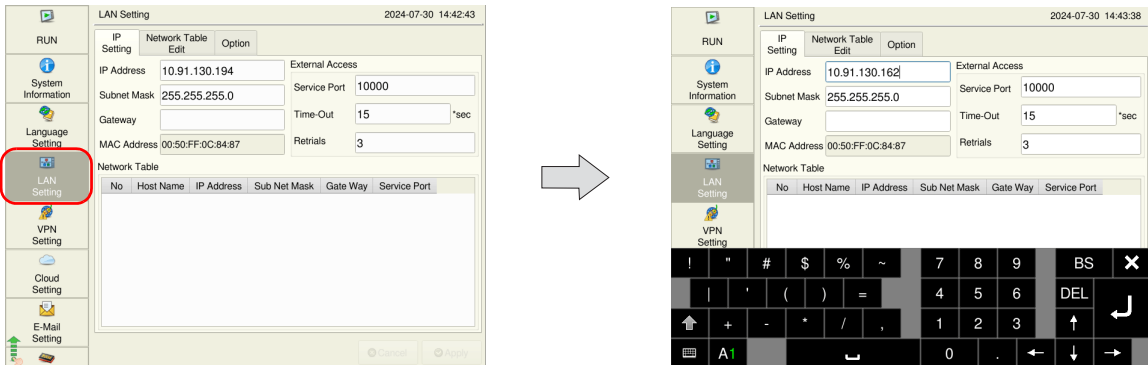 LAN Setting 2024-07-30 14:42:43
RUN
System
Information
Language
Setting
LAN
Setting
VPN
Setting
Cloud
Setting
E-Mail
Setting
IP
Setting
Network Table
Edit
Option
IP Address 10.91.130.194
Subnet Mask 255.255.255.0
Gateway
MAC Address 00:50:FF:0C:84:87
External Access
Service Port 10000
Time-Out 15 *sec
Retrials 3
Network Table
No Host Name IP Address Sub Net Mask Gate Way Service Port
Cancel Apply
LAN Setting 2024-07-30 14:43:38
RUN
System
Information
Language
Setting
LAN
Setting
VPN
Setting
IP
Setting
Network Table
Edit
Option
IP Address 10.91.130.162
Subnet Mask 255.255.255.0
Gateway
MAC Address 00:50:FF:0C:84:87
External Access
Service Port 10000
Time-Out 15 *sec
Retrials 3
Network Table
No Host Name IP Address Sub Net Mask Gate Way Service Port
! " # $ % ~ 7 8 9 BS
| ' ( ) = 4 5 6 DEL
+ - * / , 1 2 3
A1 0 .